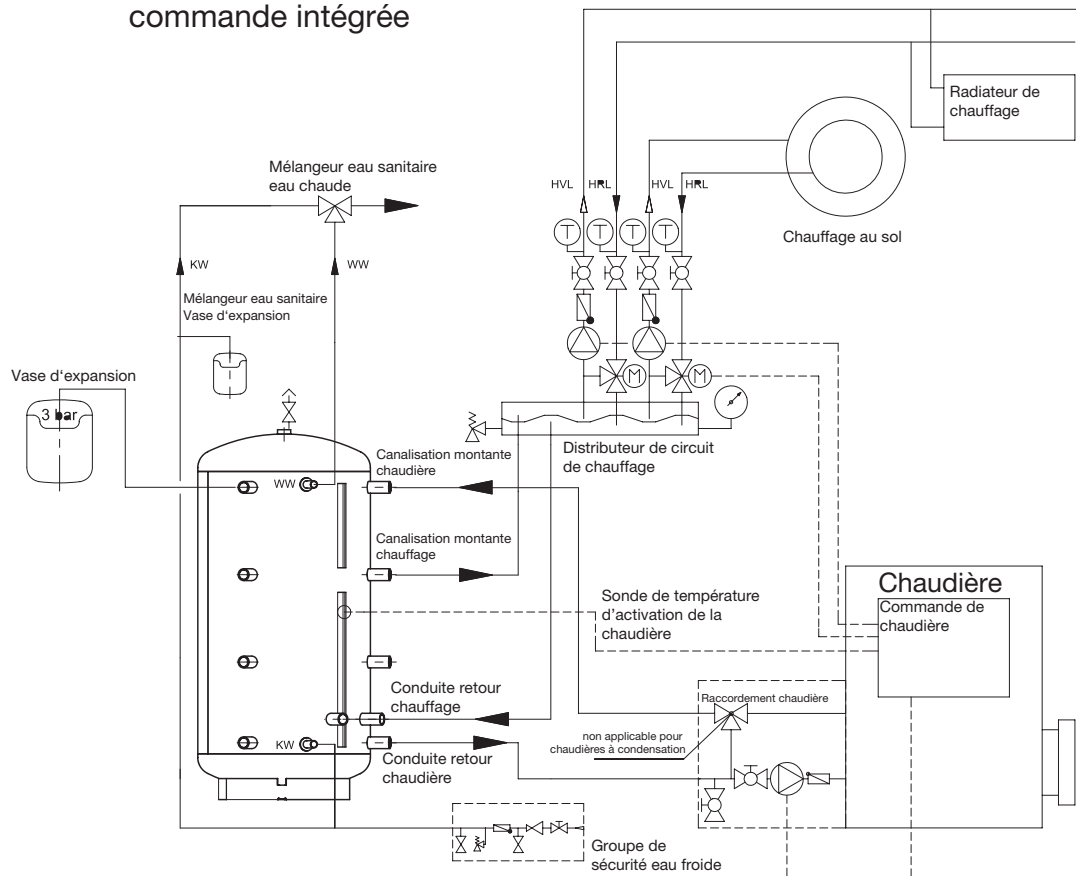 commande intégrée
Radiateur de
chauffage
Mélangeur eau sanitaire
eau chaude
HVL
HRL
HVL
HRL
T
T
T
T
Chauffage au sol
KW
WW
Mélangeur eau sanitaire
Vase d'expansion
Vase d'expansion
3 bar
M
M
Distributeur de circuit
de chauffage
Canalisation montante
chaudière
WW
Canalisation montante
chauffage
Chaudière
Commande de
chaudière
Sonde de température
d'activation de la
chaudière
Conduite retour
chauffage
Raccordement chaudière
non applicable pour
chaudières à condensation
KW
Conduite retour
chaudière
Groupe de
sécurité eau froide